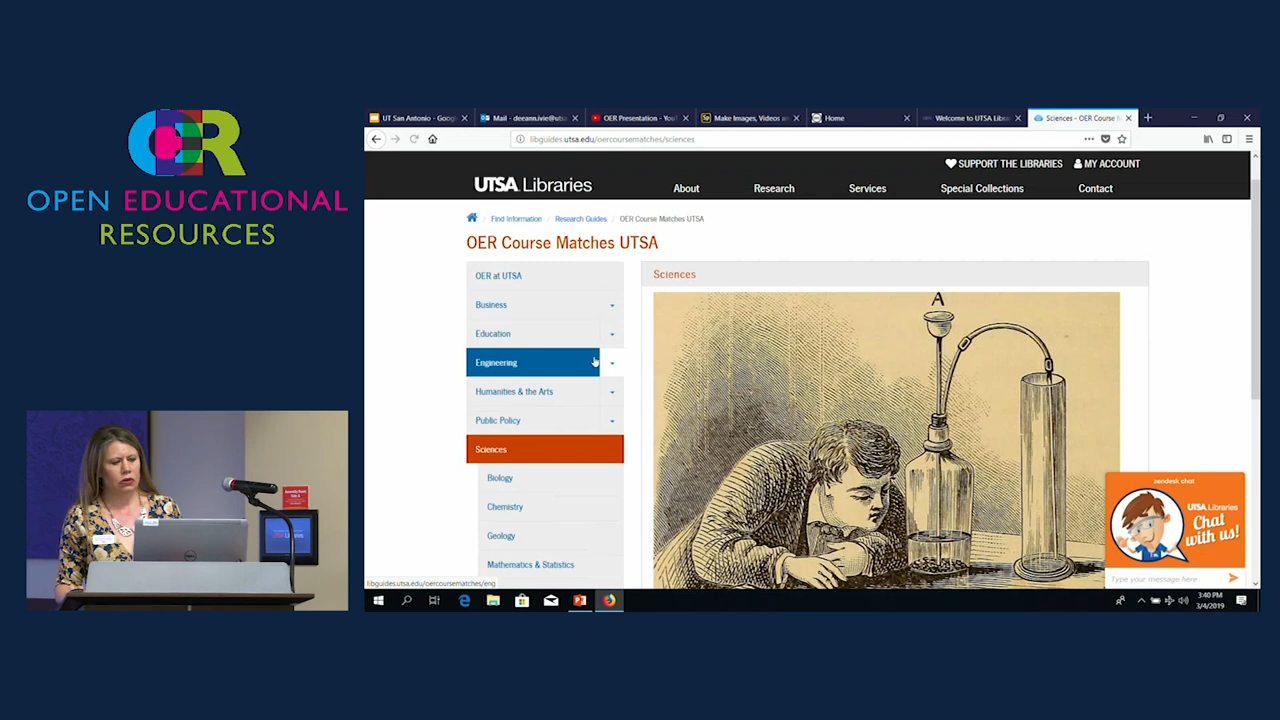 OER
OPEN EDUCATIONAL
RESOURCES
UT San Antonio - Goog
Mail - deeann.ivie@utsa
OER Presentation - You
Make Images, Videos a
Home
Welcome to UTSA Libra
Sciences - OER Course M
libguides.utsa.edu/oercoursematches/sciences
SUPPORT THE LIBRARIES
MY ACCOUNT
UTSA Libraries
About
Research
Services
Special Collections
Contact
/ Find Information / Research Guides / OER Course Matches UTSA
OER Course Matches UTSA
OER at UTSA
Business
Education
Engineering
Humanities & the Arts
Public Policy
Sciences
Biology
Chemistry
Geology
Mathematics & Statistics
Sciences
A
zendesk chat
UTSA Libraries
Chat
with us!
Type your message here
libguides.utsa.edu/oercoursematches/eng
3:40 PM
3/4/2019
DELL